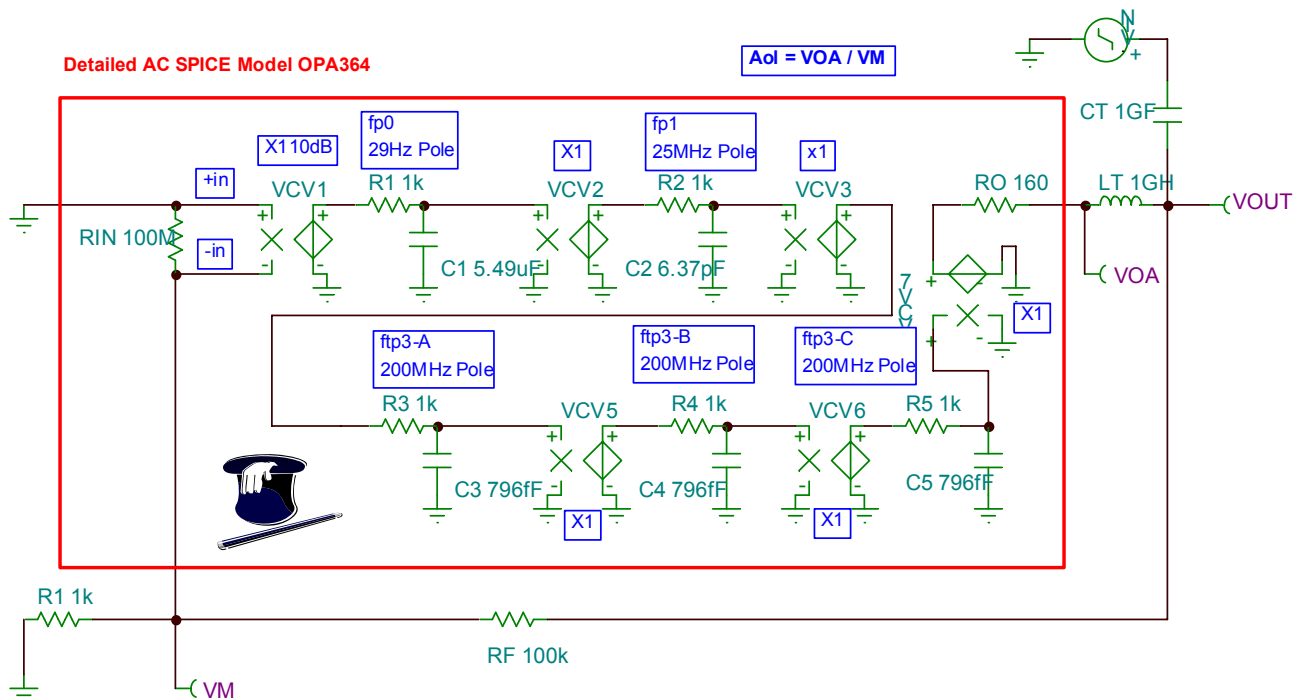 Detailed AC SPICE Model OPA364
Aol = VOA / VM
+
CT 1GF
fp0
29Hz Pole
fp1
25MHz Pole
X110dB
X1
x1
+in
VCV1
R1 1k
VCV2
R2 1k
VCV3
RO 160
LT 1GH
VOUT
RIN 100M
-in
C1 5.49uF
C2 6.37pF
VOA
X1
ftp3-A
200MHz Pole
ftp3-B
200MHz Pole
ftp3-C
200MHz Pole
R3 1k
VCV5
R4 1k
VCV6
R5 1k
C3 796fF
C4 796fF
C5 796fF
X1
X1
R1 1k
RF 100k
VM